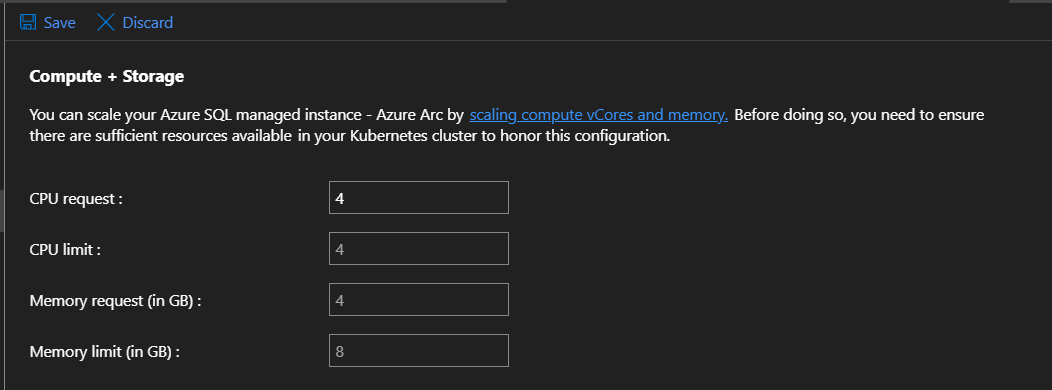 Save Discard
Compute + Storage
You can scale your Azure SQL managed instance - Azure Arc by scaling compute vCores and memory. Before doing so, you need to ensure
there are sufficient resources available in your Kubernetes cluster to honor this configuration.
CPU request : 4
CPU limit : 4
Memory request (in GB) : 4
Memory limit (in GB) : 8